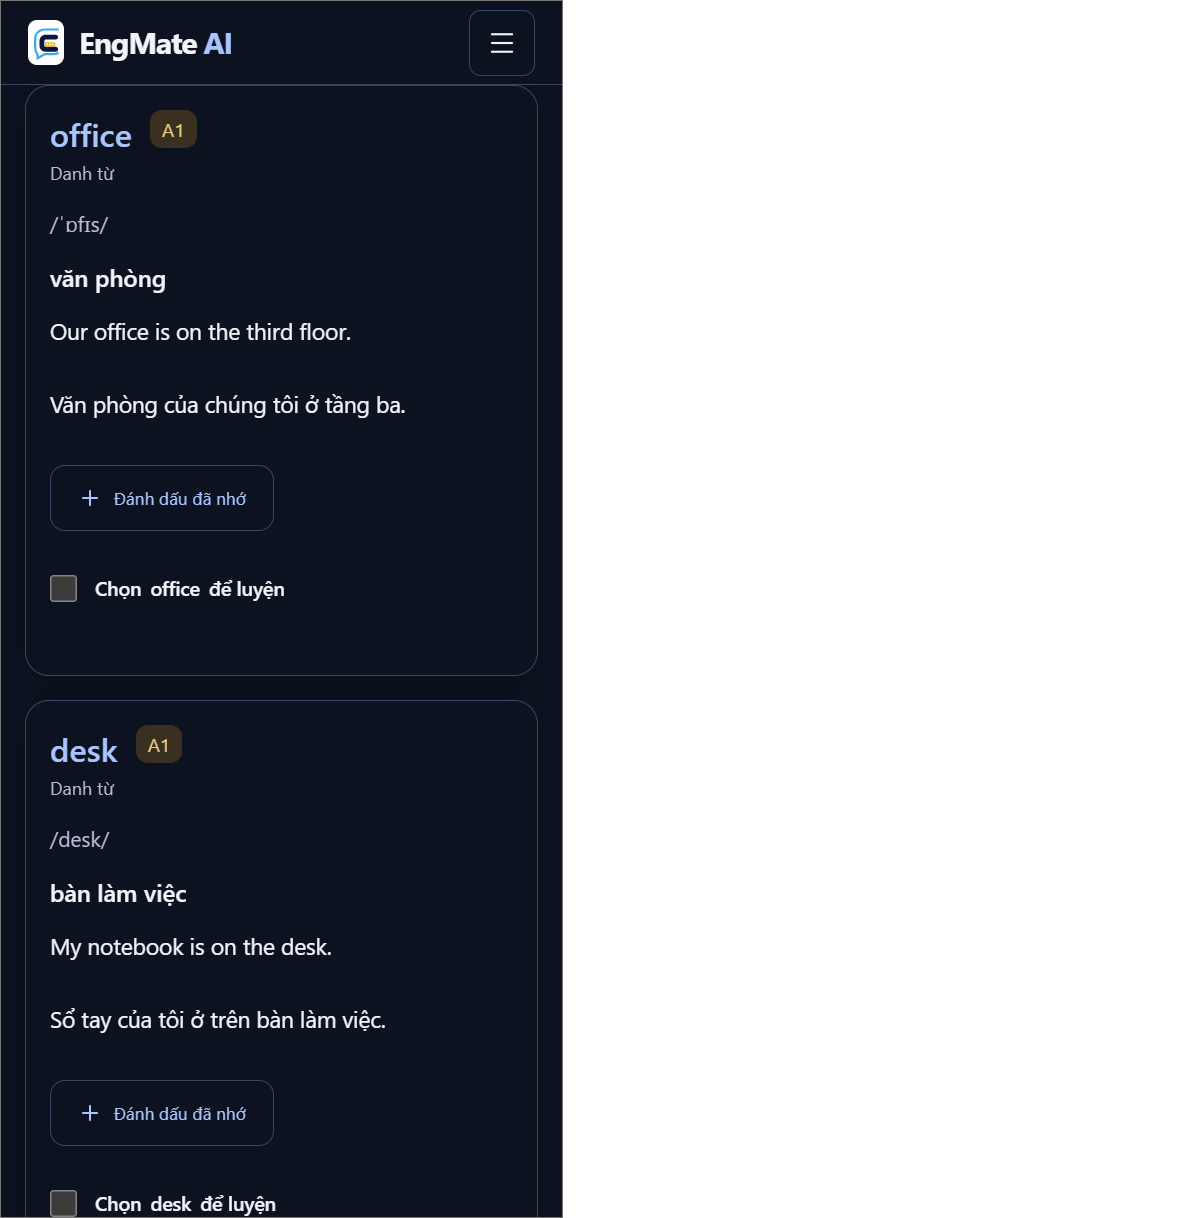 EngMate AI
office A1
Danh từ
/ˈɒfɪs/
văn phòng
Our office is on the third floor.
Văn phòng của chúng tôi ở tầng ba.
+ Đánh dấu đã nhớ
Chọn office để luyện
desk A1
Danh từ
/desk/
bàn làm việc
My notebook is on the desk.
Sổ tay của tôi ở trên bàn làm việc.
+ Đánh dấu đã nhớ
Chọn desk để luyện